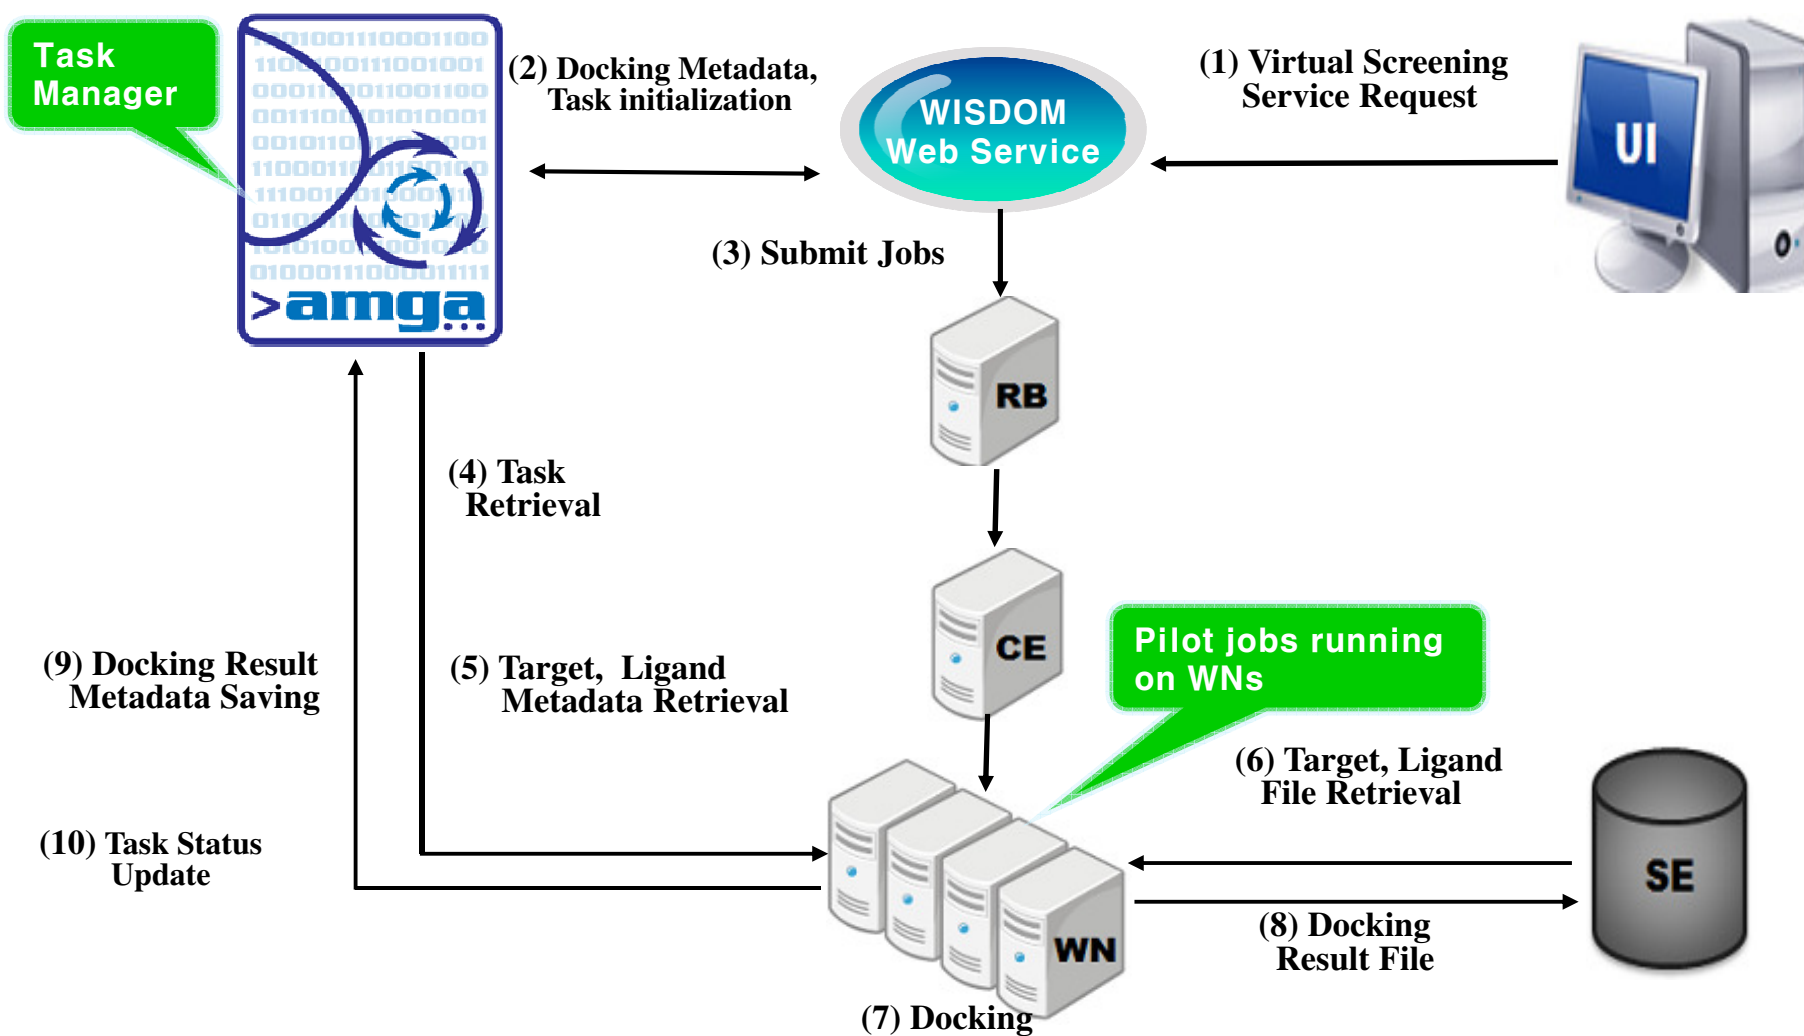 Task
Manager
1001001110001100
(2) Docking Metadata,
Task initialization
WISDOM
Web Service
(1) Virtual Screening
Service Request
UI
>amga...
(3) Submit Jobs
RB
(4) Task
Retrieval
CE
Pilot jobs running
on WNs
(9) Docking Result
Metadata Saving
(5) Target, Ligand
Metadata Retrieval
(6) Target, Ligand
File Retrieval
(10) Task Status
Update
SE
WN
(8) Docking
Result File
(7) Docking